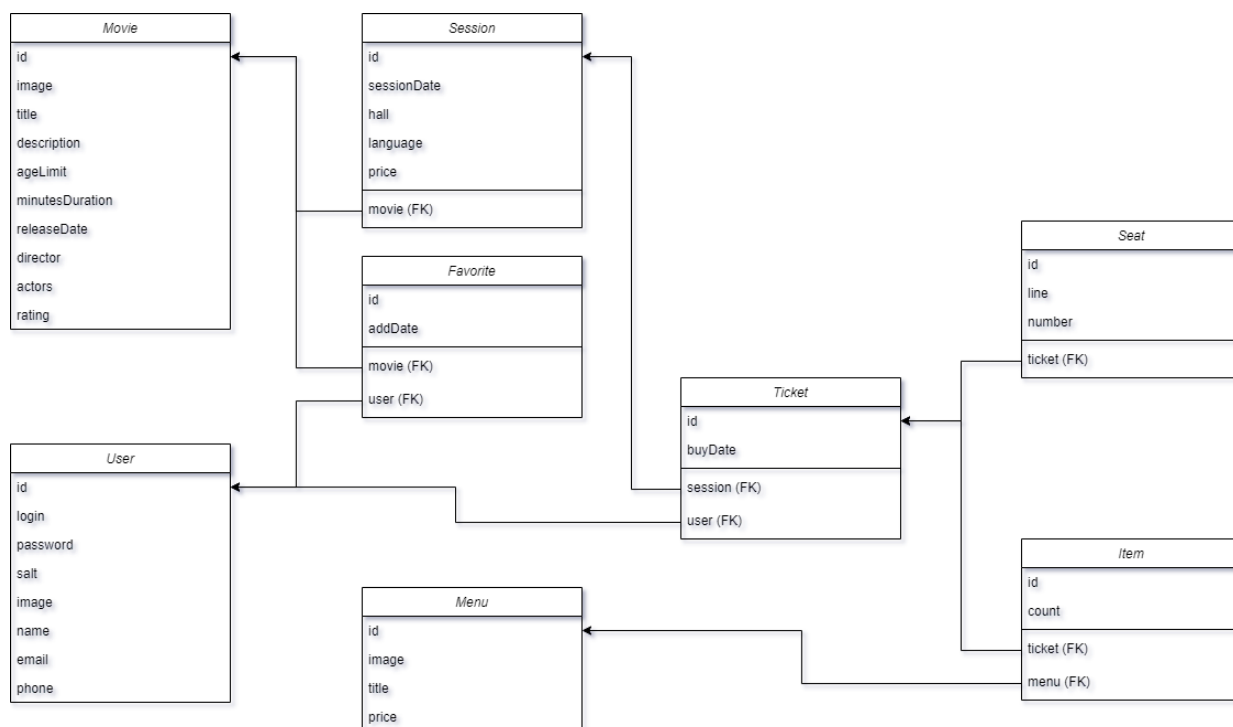 Movie
id
image
title
description
ageLimit
minutesDuration
releaseDate
director
actors
rating
Session
id
sessionDate
hall
language
price
movie (FK)
Favorite
id
addDate
movie (FK)
user (FK)
User
id
login
password
salt
image
name
email
phone
Menu
id
image
title
price
Ticket
id
buyDate
session (FK)
user (FK)
Seat
id
line
number
ticket (FK)
Item
id
count
ticket (FK)
menu (FK)